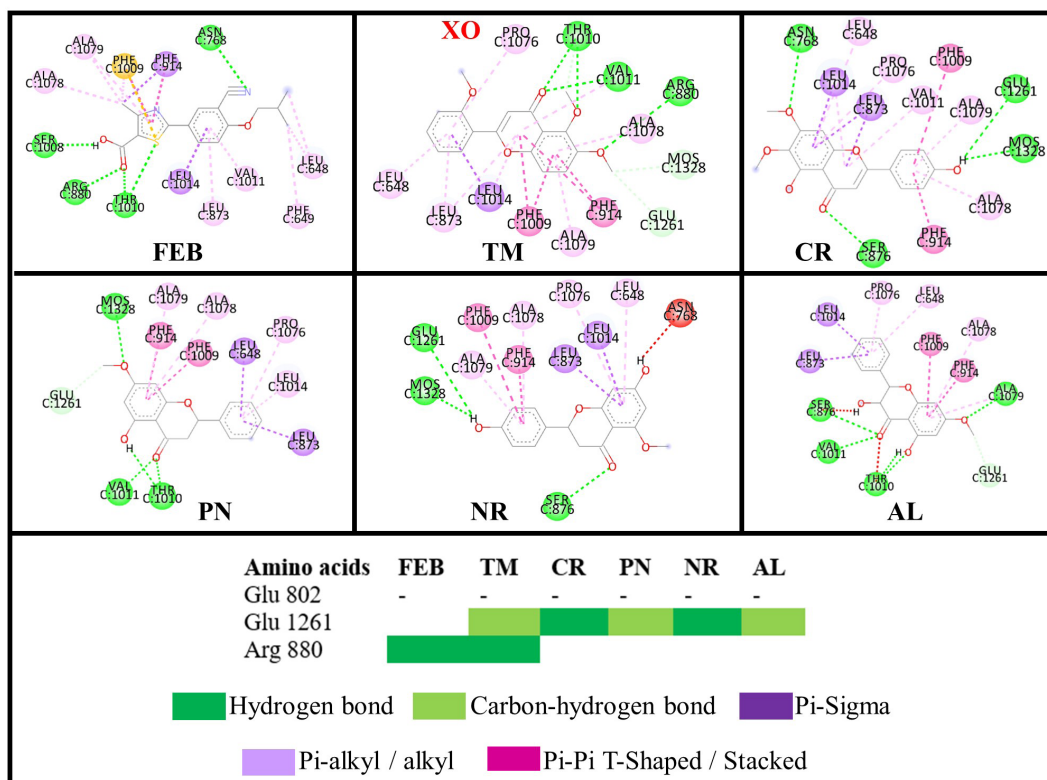 ALA
C:1079
PHE
C:1009
PHE
C:914
ASN
C:768
ALA
C:1078
N
N
S
O
H
HO
O
SER
C:1008
ARG
C:880
THR
C:1010
LEU
C:1014
LEU
C:873
VAL
C:1011
LEU
C:648
PHE
C:649
FEB
XO
PRO
C:1076
THR
C:1010
VAL
C:1011
ARG
C:880
ALA
C:1078
MOS
C:1328
GLU
C:1261
O
O
O
O
O
LEU
C:648
LEU
C:873
LEU
C:1014
PHE
C:1009
ALA
C:1079
PHE
C:914
TM
ASN
C:768
LEU
C:648
PHE
C:1009
LEU
C:1014
PRO
C:1076
GLU
C:1261
LEU
C:873
VAL
C:1011
ALA
C:1079
MOS
C:1328
O
O
O
HO
O
O
H
ALA
C:1078
PHE
C:914
SER
C:876
CR
MOS
C:1328
ALA
C:1079
ALA
C:1078
PRO
C:1076
PHE
C:914
PHE
C:1009
LEU
C:648
LEU
C:1014
GLU
C:1261
O
O
O
H
O
LEU
C:873
VAL
C:1011
THR
C:1010
PN
PRO
C:1076
LEU
C:648
ASN
C:768
PHE
C:1009
ALA
C:1078
GLU
C:1261
LEU
C:1014
PHE
C:914
LEU
C:873
ALA
C:1079
MOS
C:1328
H
O
H
O
O
O
O
SER
C:876
NR
PRO
C:1076
LEU
C:648
LEU
C:1014
PHE
C:1009
ALA
C:1078
LEU
C:873
PHE
C:914
ALA
C:1079
SER
C:876
H
O
O
O
H
O
O
VAL
C:1011
THR
C:1010
GLU
C:1261
AL
Amino acids FEB TM CR PN NR AL
Glu 802 - - - - - -
Glu 1261
Arg 880
Hydrogen bond Carbon-hydrogen bond Pi-Sigma
Pi-alkyl / alkyl Pi-Pi T-Shaped / Stacked